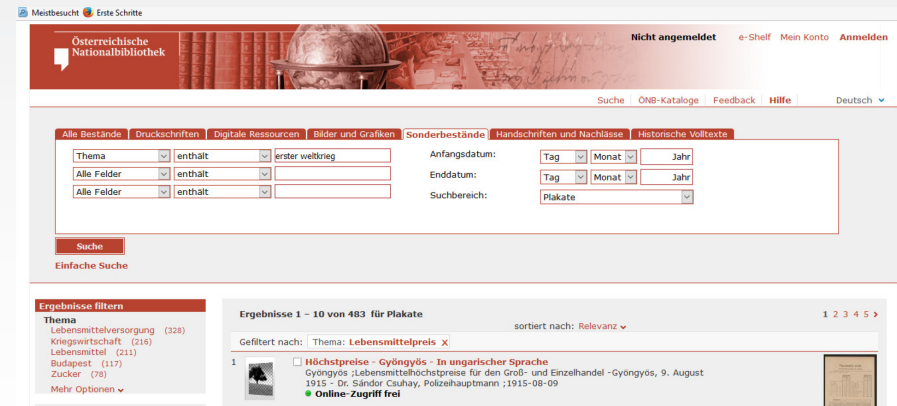 Meistbesucht Erste Schritte
Österreichische
Nationalbibliothek
Nicht angemeldet e-Shelf Mein Konto Anmelden
Suche ÖNB-Kataloge Feedback Hilfe Deutsch
Alle Bestände Druckschriften Digitale Ressourcen Bilder und Grafiken Sonderbestände Handschriften und Nachlässe Historische Volltexte
Thema enthält erster weltkrieg Anfangsdatum: Tag Monat Jahr
Alle Felder enthält Enddatum: Tag Monat Jahr
Alle Felder enthält Suchbereich: Plakate
Suche
Einfache Suche
Ergebnisse filtern
Thema
Lebensmittelversorgung (328)
Kriegswirtschaft (216)
Lebensmittel (211)
Budapest (117)
Zucker (78)
Mehr Optionen
Ergebnisse 1 – 10 von 483 für Plakate 1 2 3 4 5 >
sortiert nach: Relevanz
Gefiltert nach: Thema: Lebensmittelpreis X
1 Höchstpreise - Gyöngyös - In ungarischer Sprache
Gyöngyös ;Lebensmittelhöchstpreise für den Groß- und Einzelhandel -Gyöngyös, 9. August
1915 - Dr. Sándor Csuhay, Polizeihauptmann ;1915-08-09
Online-Zugriff frei